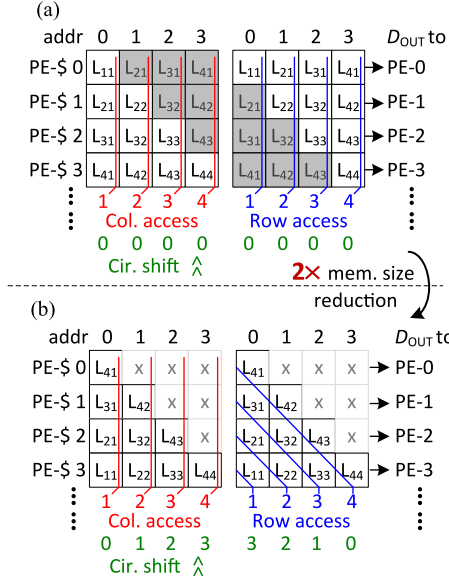 (a)
addr 0 1 2 3 0 1 2 3 D_OUT to
PE-$ 0 L11 L21 L31 L41 L11 L21 L31 L41 PE-0
PE-$ 1 L21 L22 L32 L42 L21 L22 L32 L42 PE-1
PE-$ 2 L31 L32 L33 L43 L31 L32 L33 L43 PE-2
PE-$ 3 L41 L42 L43 L44 L41 L42 L43 L44 PE-3
1 2 3 4 1 2 3 4
Col. access Row access
0 0 0 0 0 0 0 0
Cir. shift
2× mem. size
reduction
(b)
addr 0 1 2 3 0 1 2 3 D_OUT to
PE-$ 0 L41 x x x L41 x x x PE-0
PE-$ 1 L31 L42 x x L31 L42 x x PE-1
PE-$ 2 L21 L32 L43 x L21 L32 L43 x PE-2
PE-$ 3 L11 L22 L33 L44 L11 L22 L33 L44 PE-3
1 2 3 4 1 2 3 4
Col. access Row access
0 1 2 3 3 2 1 0
Cir. shift